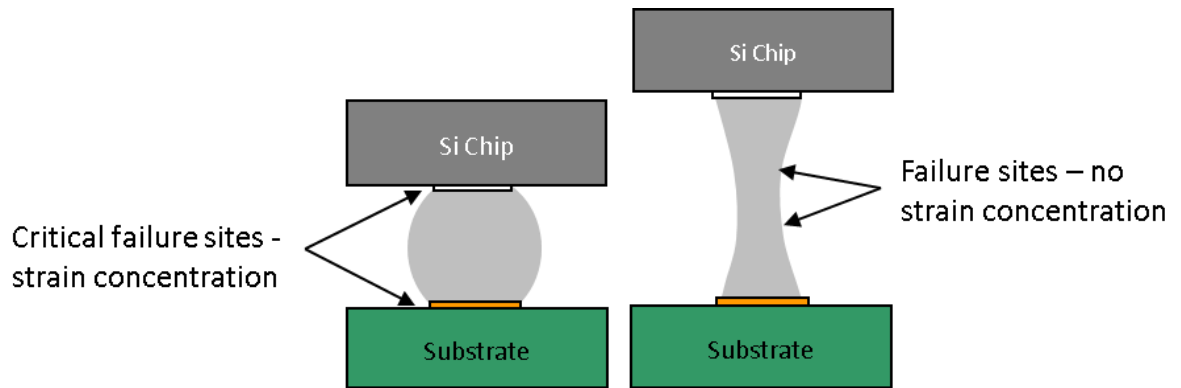 Si Chip
Si Chip
Critical failure sites -
strain concentration
Failure sites – no
strain concentration
Substrate
Substrate